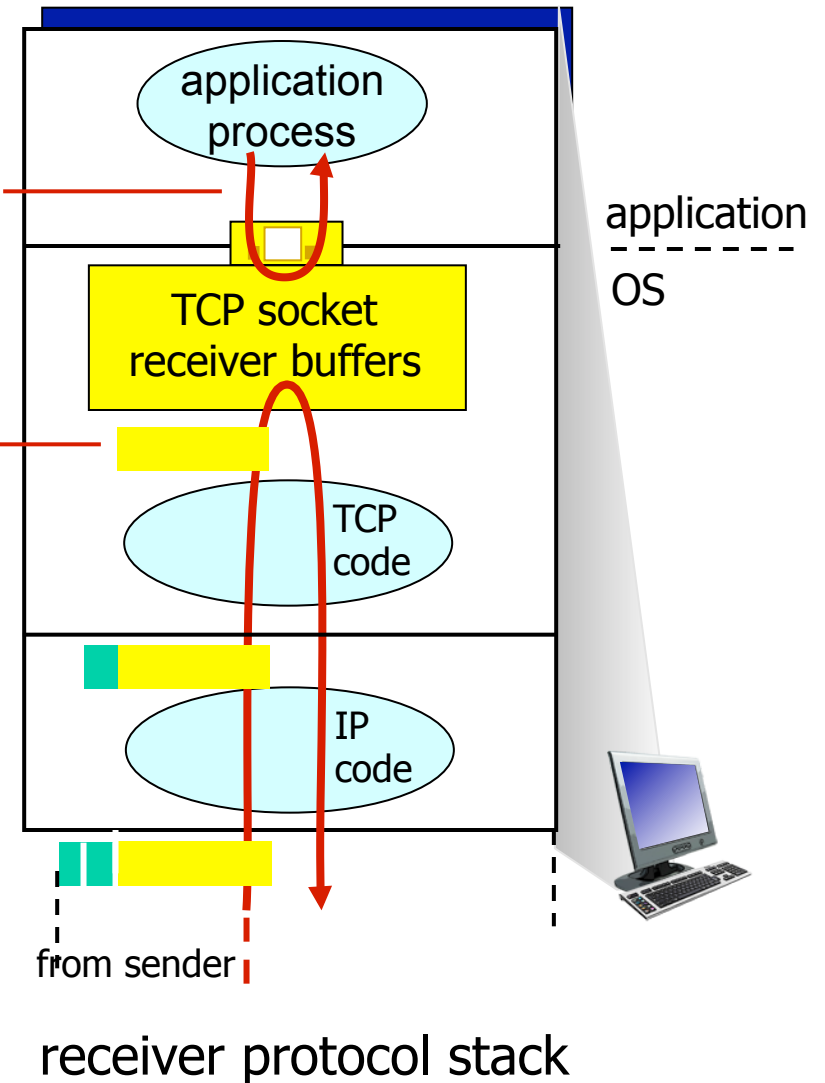 application
process
application
OS
TCP socket
receiver buffers
TCP
code
IP
code
from sender
receiver protocol stack